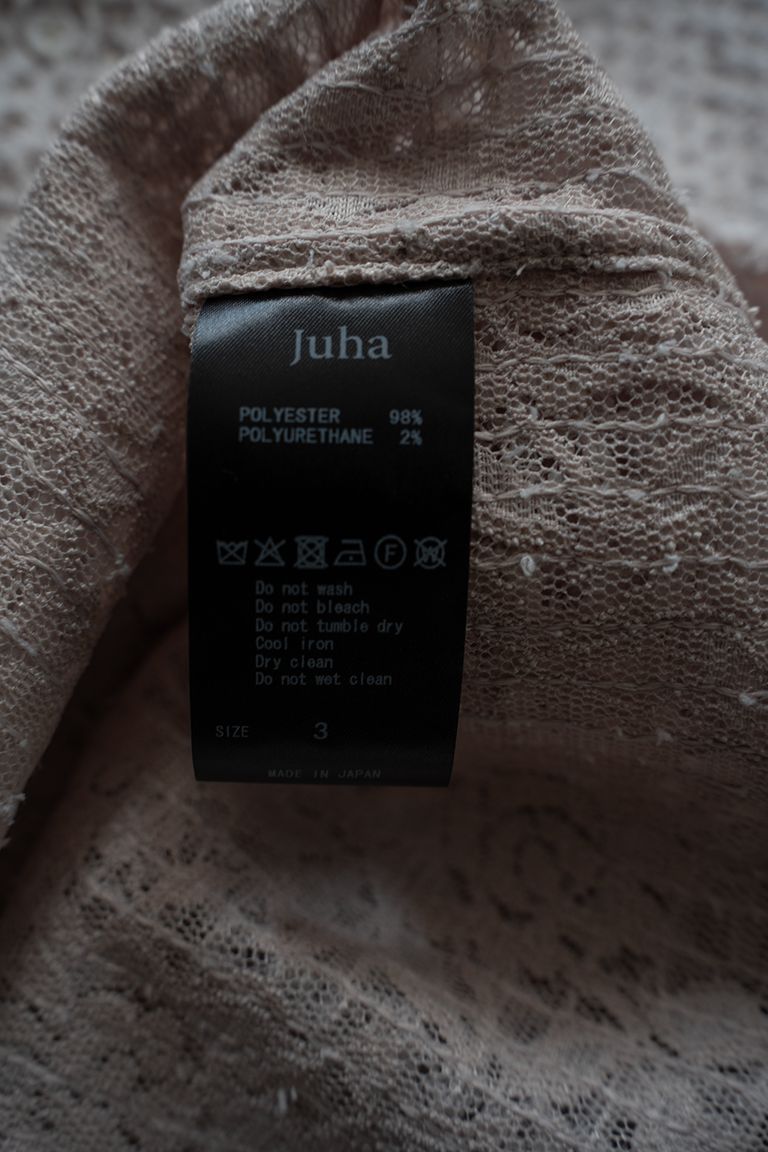 Juha
POLYESTER 98%
POLYURETHANE 2%
F W
Do not wash
Do not bleach
Do not tumble dry
Cool iron
Dry clean
Do not wet clean
SIZE 3
MADE IN JAPAN